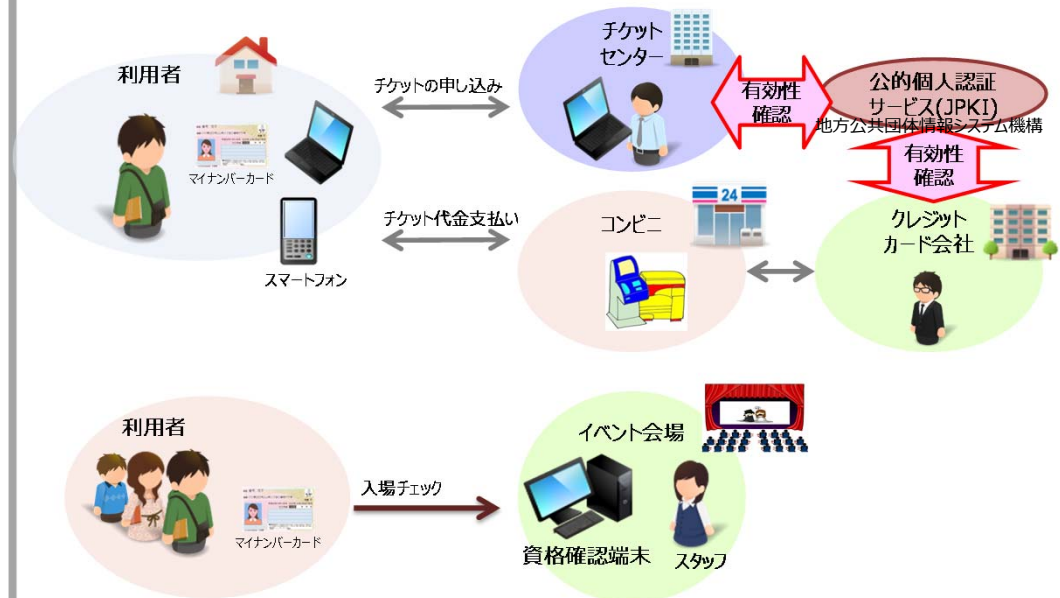 利用者
マイナンバーカード
スマートフォン
チケットの申し込み
チケット代金支払い
チケット
センター
有効性
確認
公的個人認証
サービス(JPKI)
地方公共団体情報システム機構
有効性
確認
コンビニ
24
クレジット
カード会社
利用者
マイナンバーカード
入場チェック
イベント会場
資格確認端末
スタッフ